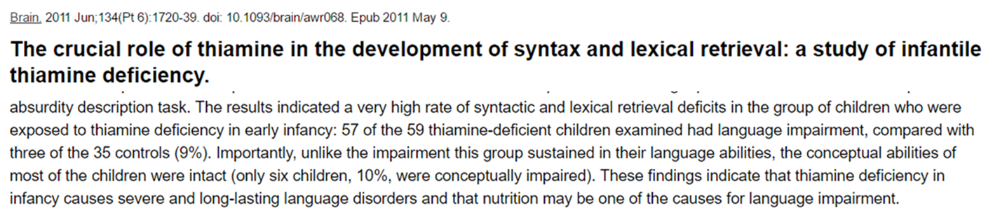 Brain. 2011 Jun;134(Pt 6):1720-39. doi: 10.1093/brain/awr068. Epub 2011 May 9.
The crucial role of thiamine in the development of syntax and lexical retrieval: a study of infantile
thiamine deficiency.
absurdity description task. The results indicated a very high rate of syntactic and lexical retrieval deficits in the group of children who were
exposed to thiamine deficiency in early infancy: 57 of the 59 thiamine-deficient children examined had language impairment, compared with
three of the 35 controls (9%). Importantly, unlike the impairment this group sustained in their language abilities, the conceptual abilities of
most of the children were intact (only six children, 10%, were conceptually impaired). These findings indicate that thiamine deficiency in
infancy causes severe and long-lasting language disorders and that nutrition may be one of the causes for language impairment.